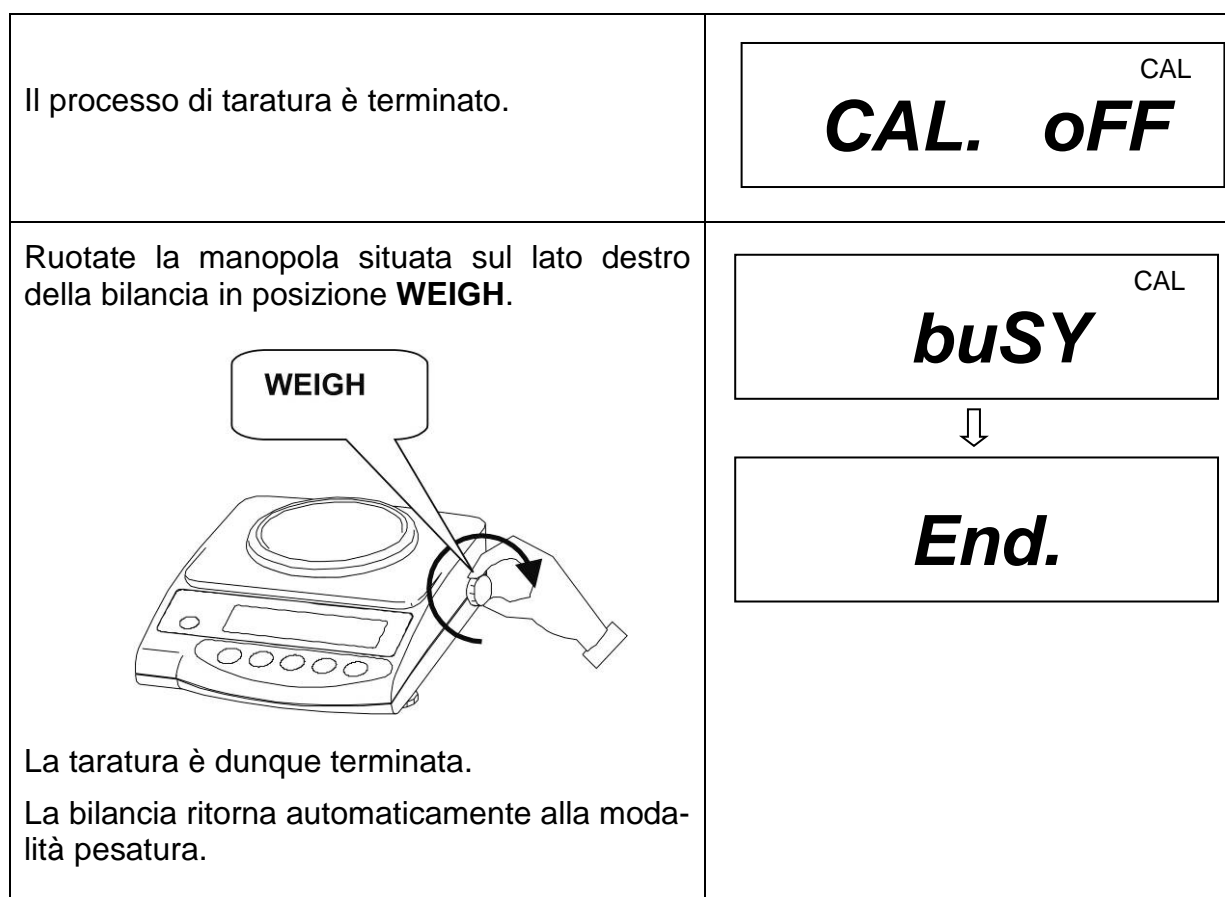 Il processo di taratura è terminato.
CAL
CAL. oFF
Ruotate la manopola situata sul lato destro
della bilancia in posizione WEIGH.
WEIGH
La taratura è dunque terminata.
La bilancia ritorna automaticamente alla moda-
lità pesatura.
CAL
buSY
End.